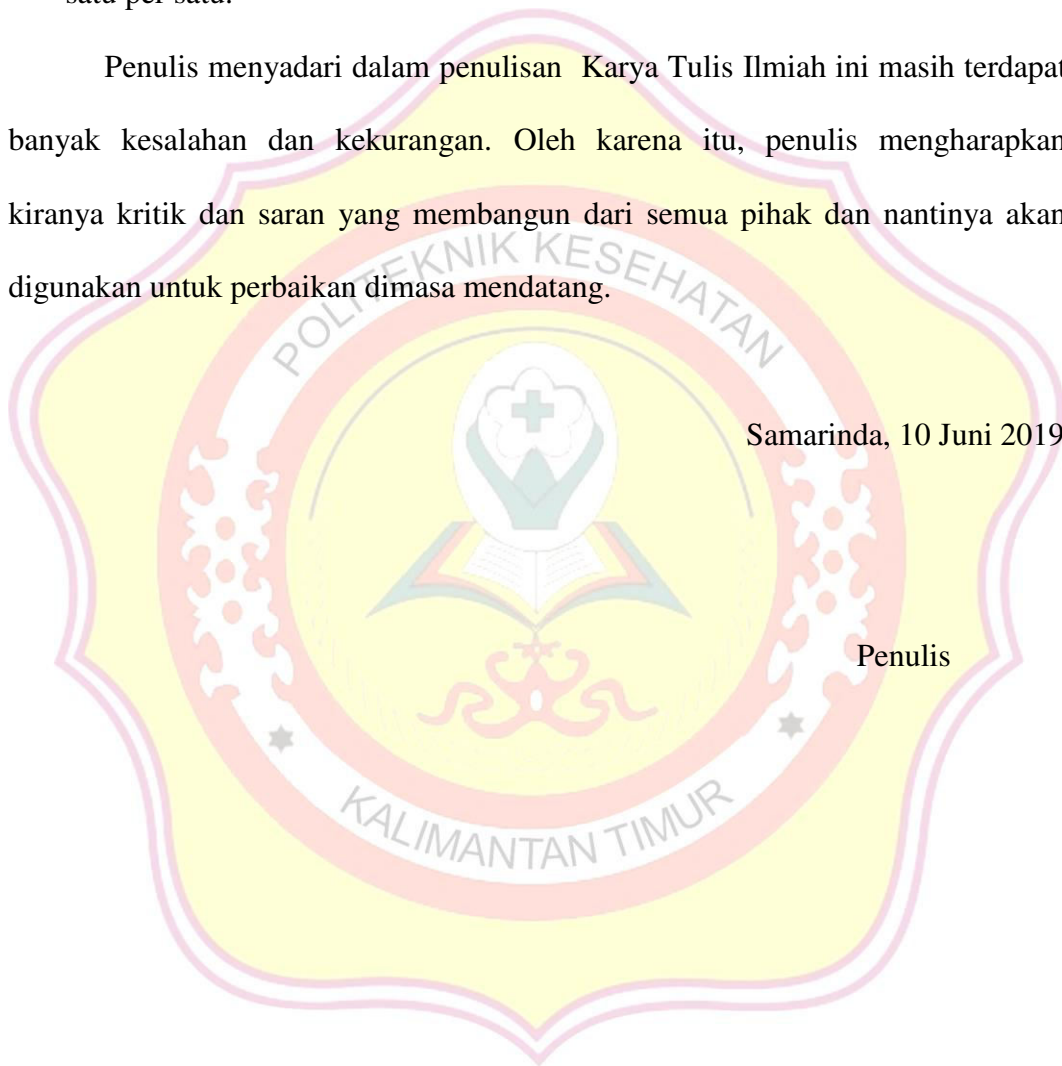 satu per satu.
Penulis menyadari dalam penulisan Karya Tulis Ilmiah ini masih terdapat
banyak kesalahan dan kekurangan. Oleh karena itu, penulis mengharapkan
kiranya kritik dan saran yang membangun dari semua pihak dan nantinya akan
digunakan untuk perbaikan dimasa mendatang.
POLITEKNIK KESEHATAN
Samarinda, 10 Juni 2019
Penulis
KALIMANTAN TIMUR